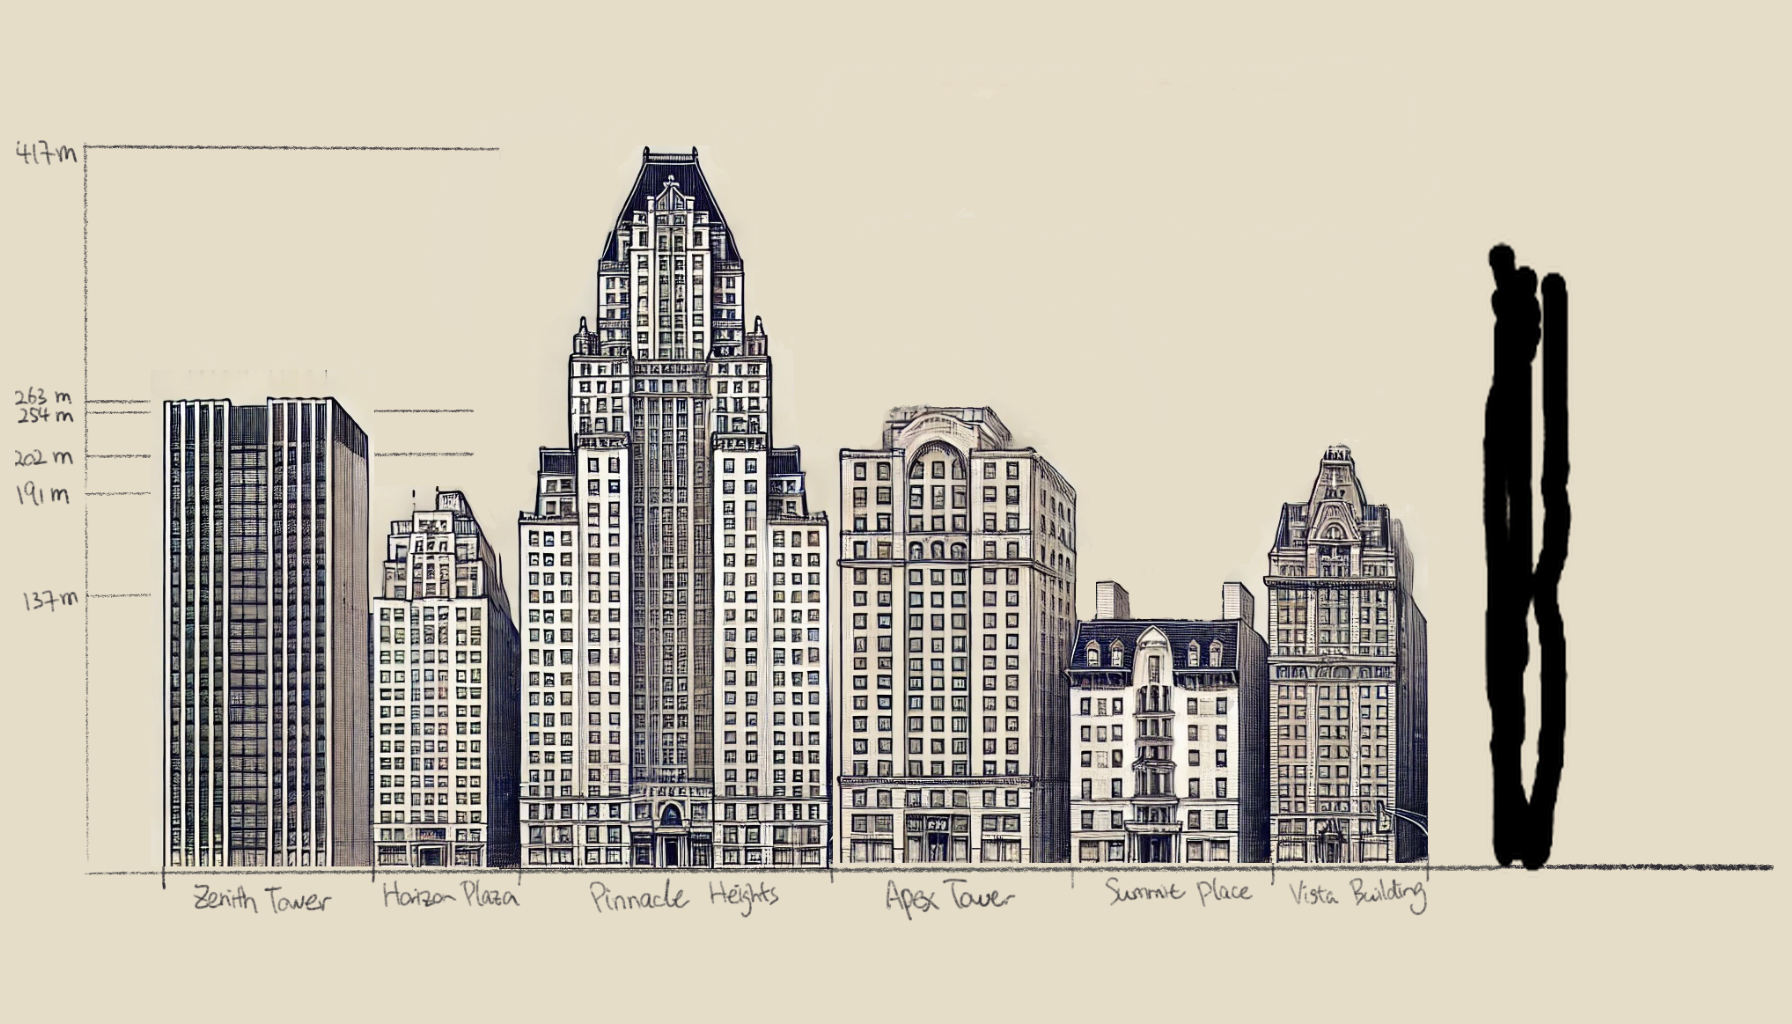 417m
263 m
254 m
202 m
191 m
137m
Zenith Tower
Horizon Plaza
Pinnacle Heights
Apex Tower
Summit Place
Vista Building